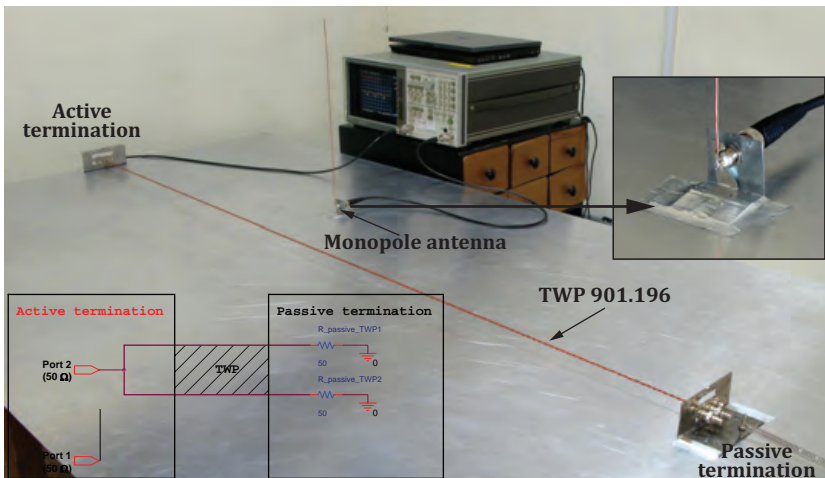 Active
termination
Monopole antenna
TWP 901.196
Active termination
Passive termination
R_passive_TWP1
50
0
Port 2
(50 Ω)
TWP
R_passive_TWP2
50
0
Port 1
(50 Ω)
Passive
termination